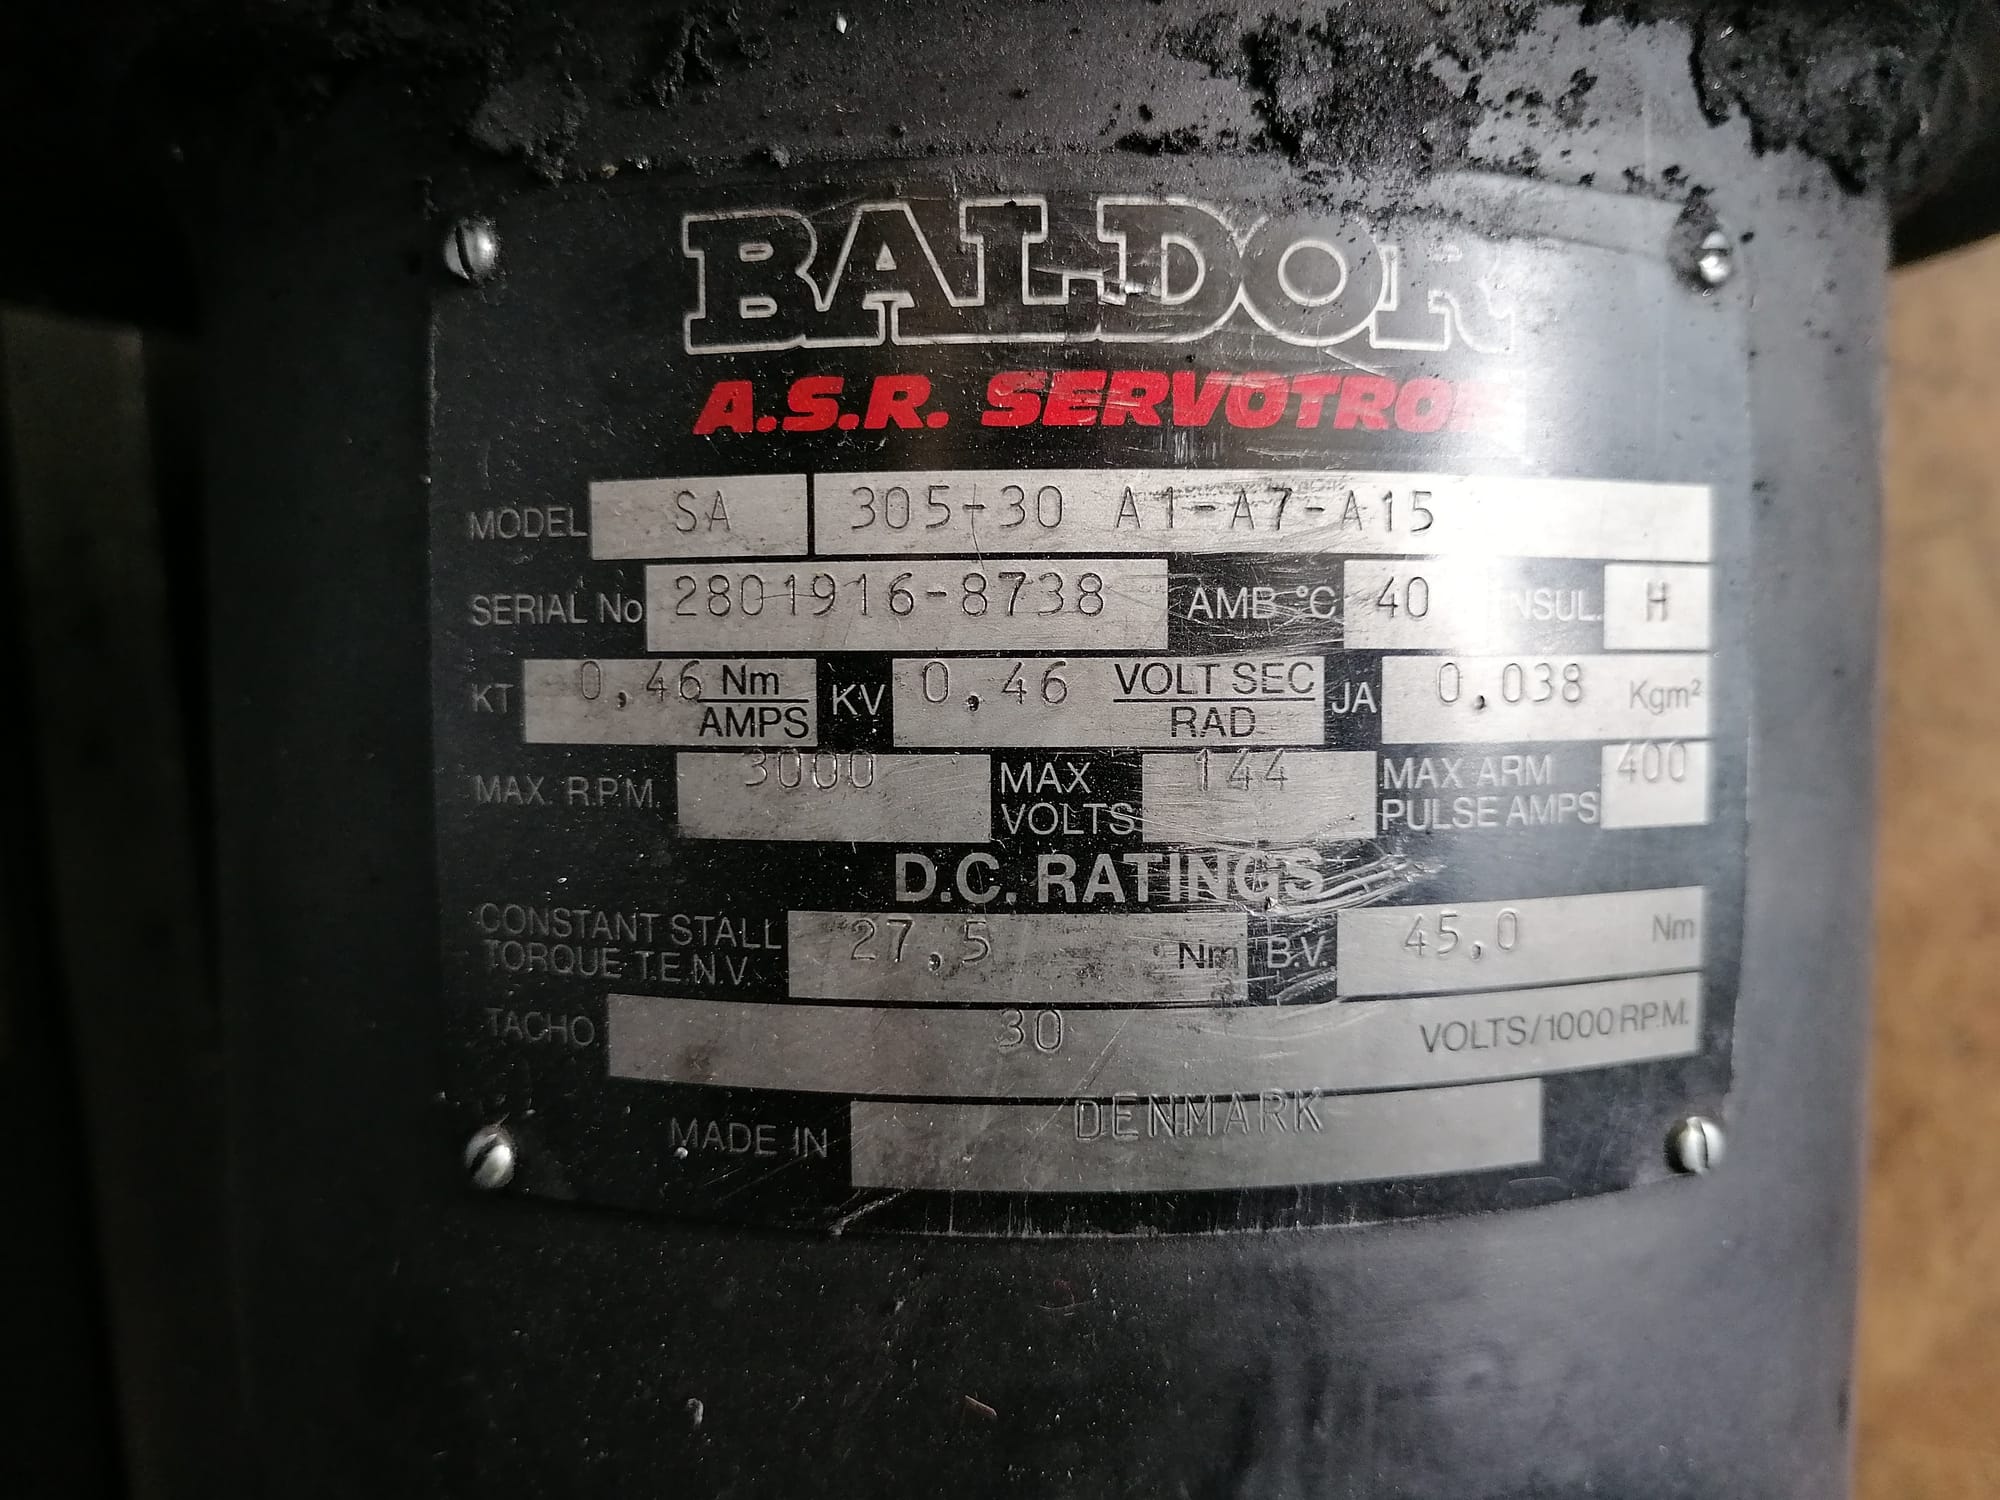 BALDOR
A.S.R. SERVOTRON
MODEL SA 305-30 A1-A7-A15
SERIAL No 2801916-8738 AMB °C 40 INSUL. H
KT 0,46 Nm/AMPS KV 0,46 VOLT SEC/RAD JA 0,038 Kgm²
MAX. R.P.M. 3000 MAX VOLTS 144 MAX ARM PULSE AMPS 400
D.C. RATINGS
CONSTANT STALL TORQUE T.E.N.V. 27,5 Nm B.V. 45,0 Nm
TACHO 30 VOLTS/1000 R.P.M.
MADE IN DENMARK